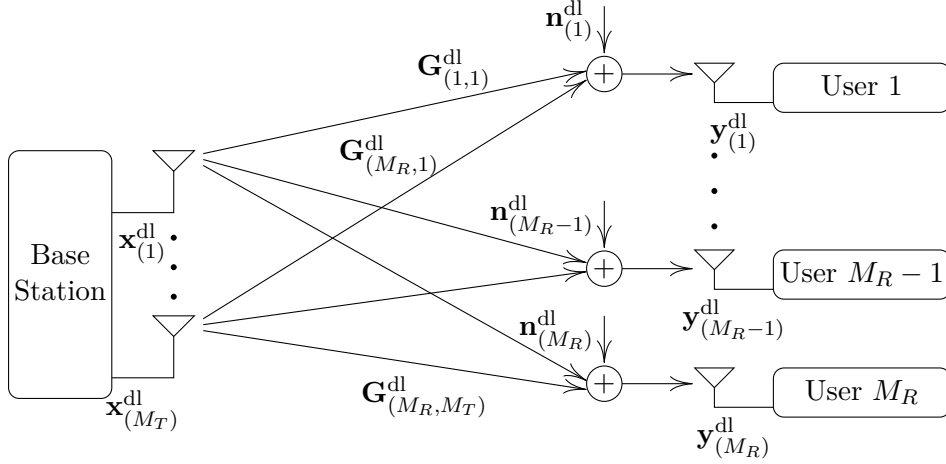 n^dl_(1)
G^dl_(1,1)
User 1
y^dl_(1)
G^dl_(M_R,1)
Base
Station
x^dl_(1)
n^dl_(M_R−1)
User M_R − 1
y^dl_(M_R−1)
n^dl_(M_R)
x^dl_(M_T)
G^dl_(M_R,M_T)
User M_R
y^dl_(M_R)